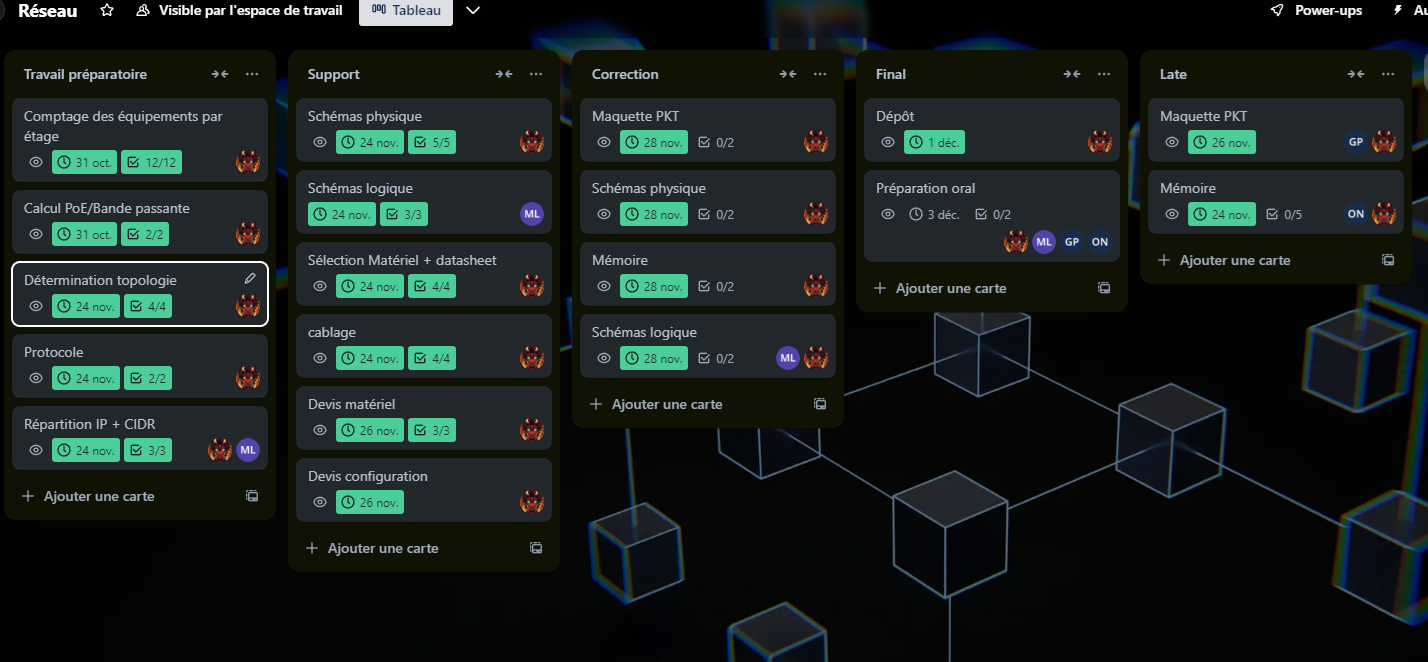 Réseau
Visible par l'espace de travail
Tableau
Power-ups
Travail préparatoire
Comptage des équipements par
étage
31 oct. 12/12
Calcul PoE/Bande passante
31 oct. 2/2
Détermination topologie
24 nov. 4/4
Protocole
24 nov. 2/2
Répartition IP + CIDR
24 nov. 3/3 ML
Ajouter une carte
Support
Schémas physique
24 nov. 5/5
Schémas logique
24 nov. 3/3 ML
Sélection Matériel + datasheet
24 nov. 4/4
cablage
24 nov. 4/4
Devis matériel
26 nov. 3/3
Devis configuration
26 nov.
Ajouter une carte
Correction
Maquette PKT
28 nov. 0/2
Schémas physique
28 nov. 0/2
Mémoire
28 nov. 0/2
Schémas logique
28 nov. 0/2 ML
Ajouter une carte
Final
Dépôt
1 déc.
Préparation oral
3 déc. 0/2
ML GP ON
Ajouter une carte
Late
Maquette PKT
26 nov. GP
Mémoire
24 nov. 0/5 ON
Ajouter une carte